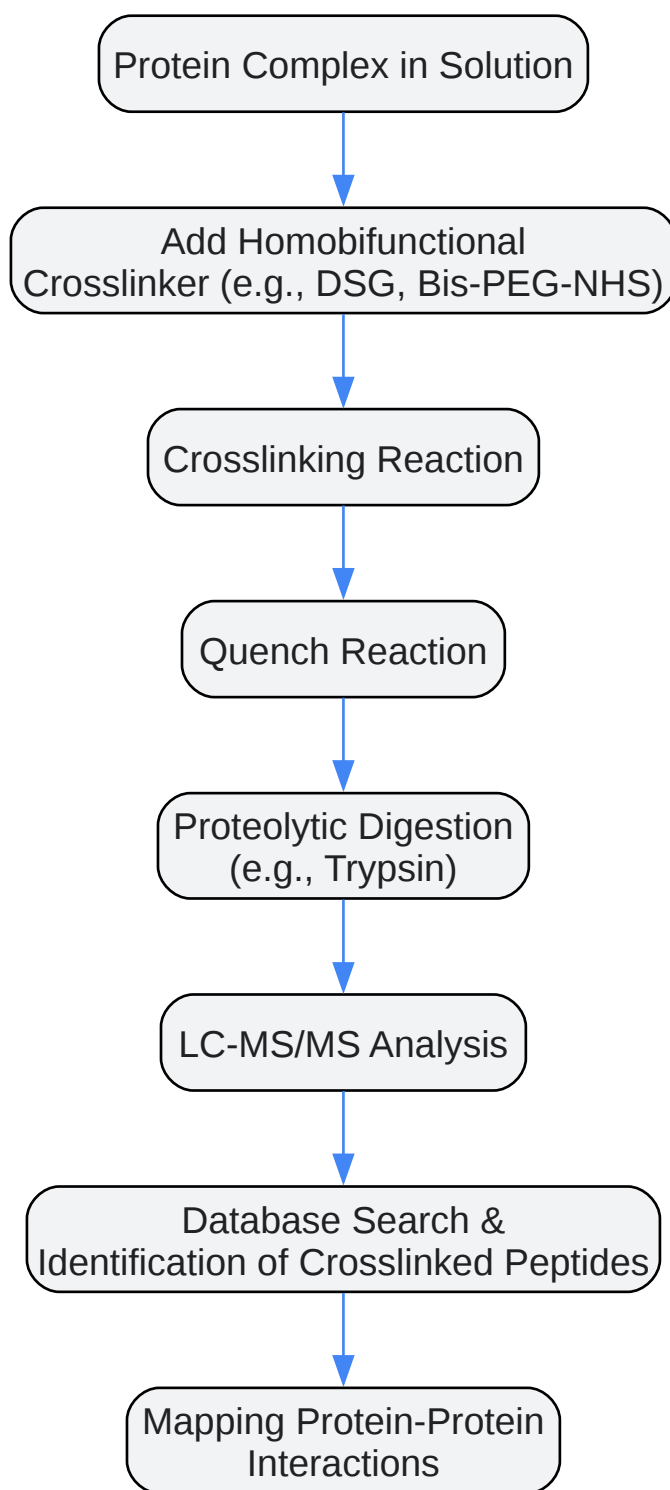 Protein Complex in Solution
Add Homobifunctional
Crosslinker (e.g., DSG, Bis-PEG-NHS)
Crosslinking Reaction
Quench Reaction
Proteolytic Digestion
(e.g., Trypsin)
LC-MS/MS Analysis
Database Search &
Identification of Crosslinked Peptides
Mapping Protein-Protein
Interactions